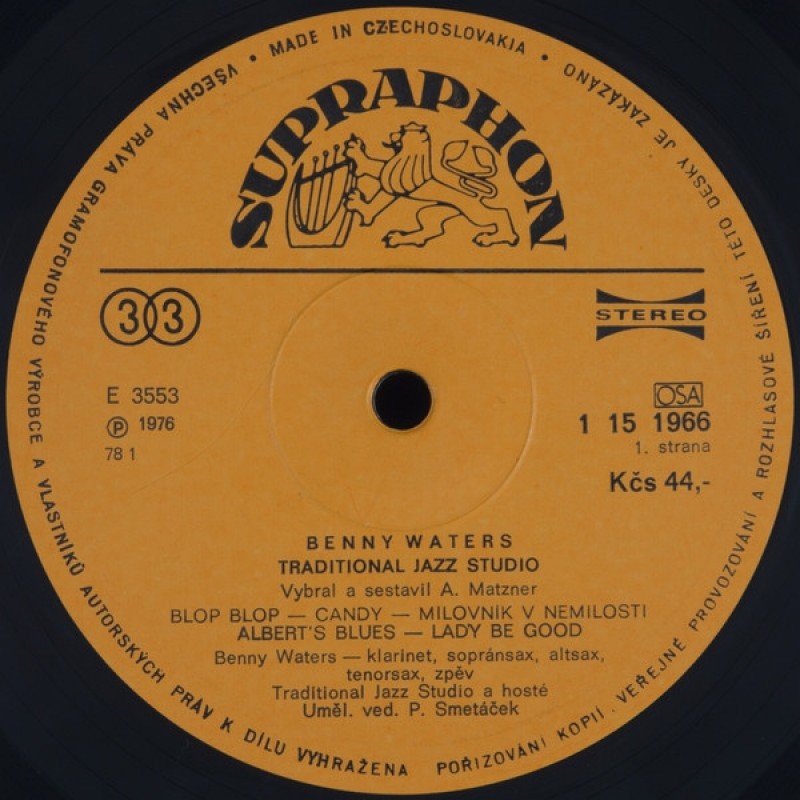 VŠECHNA PRÁVA GRAMOFONOVÉHO VÝROBCE A VLASTNÍKŮ AUTORSKÝCH PRÁV K DÍLU VYHRAŽENA
• MADE IN CZECHOSLOVAKIA •
POŘIZOVÁNÍ KOPIÍ. VEŘEJNÉ PROVOZOVÁNÍ A ROZHLASOVÉ ŠÍŘENÍ TÉTO DESKY JE ZAKÁZÁNO
SUPRAPHON
33
STEREO
E 3553
OSA
Ⓟ 1976
1 15 1966
78 1
1. strana
Kčs 44,-
BENNY WATERS
TRADITIONAL JAZZ STUDIO
Vybral a sestavil A. Matzner
BLOP BLOP — CANDY — MILOVNÍK V NEMILOSTI
ALBERT'S BLUES — LADY BE GOOD
Benny Waters — klarinet, sopránsax, altsax,
tenorsax, zpěv
Traditional Jazz Studio a hosté
Uměl. ved. P. Smetáček